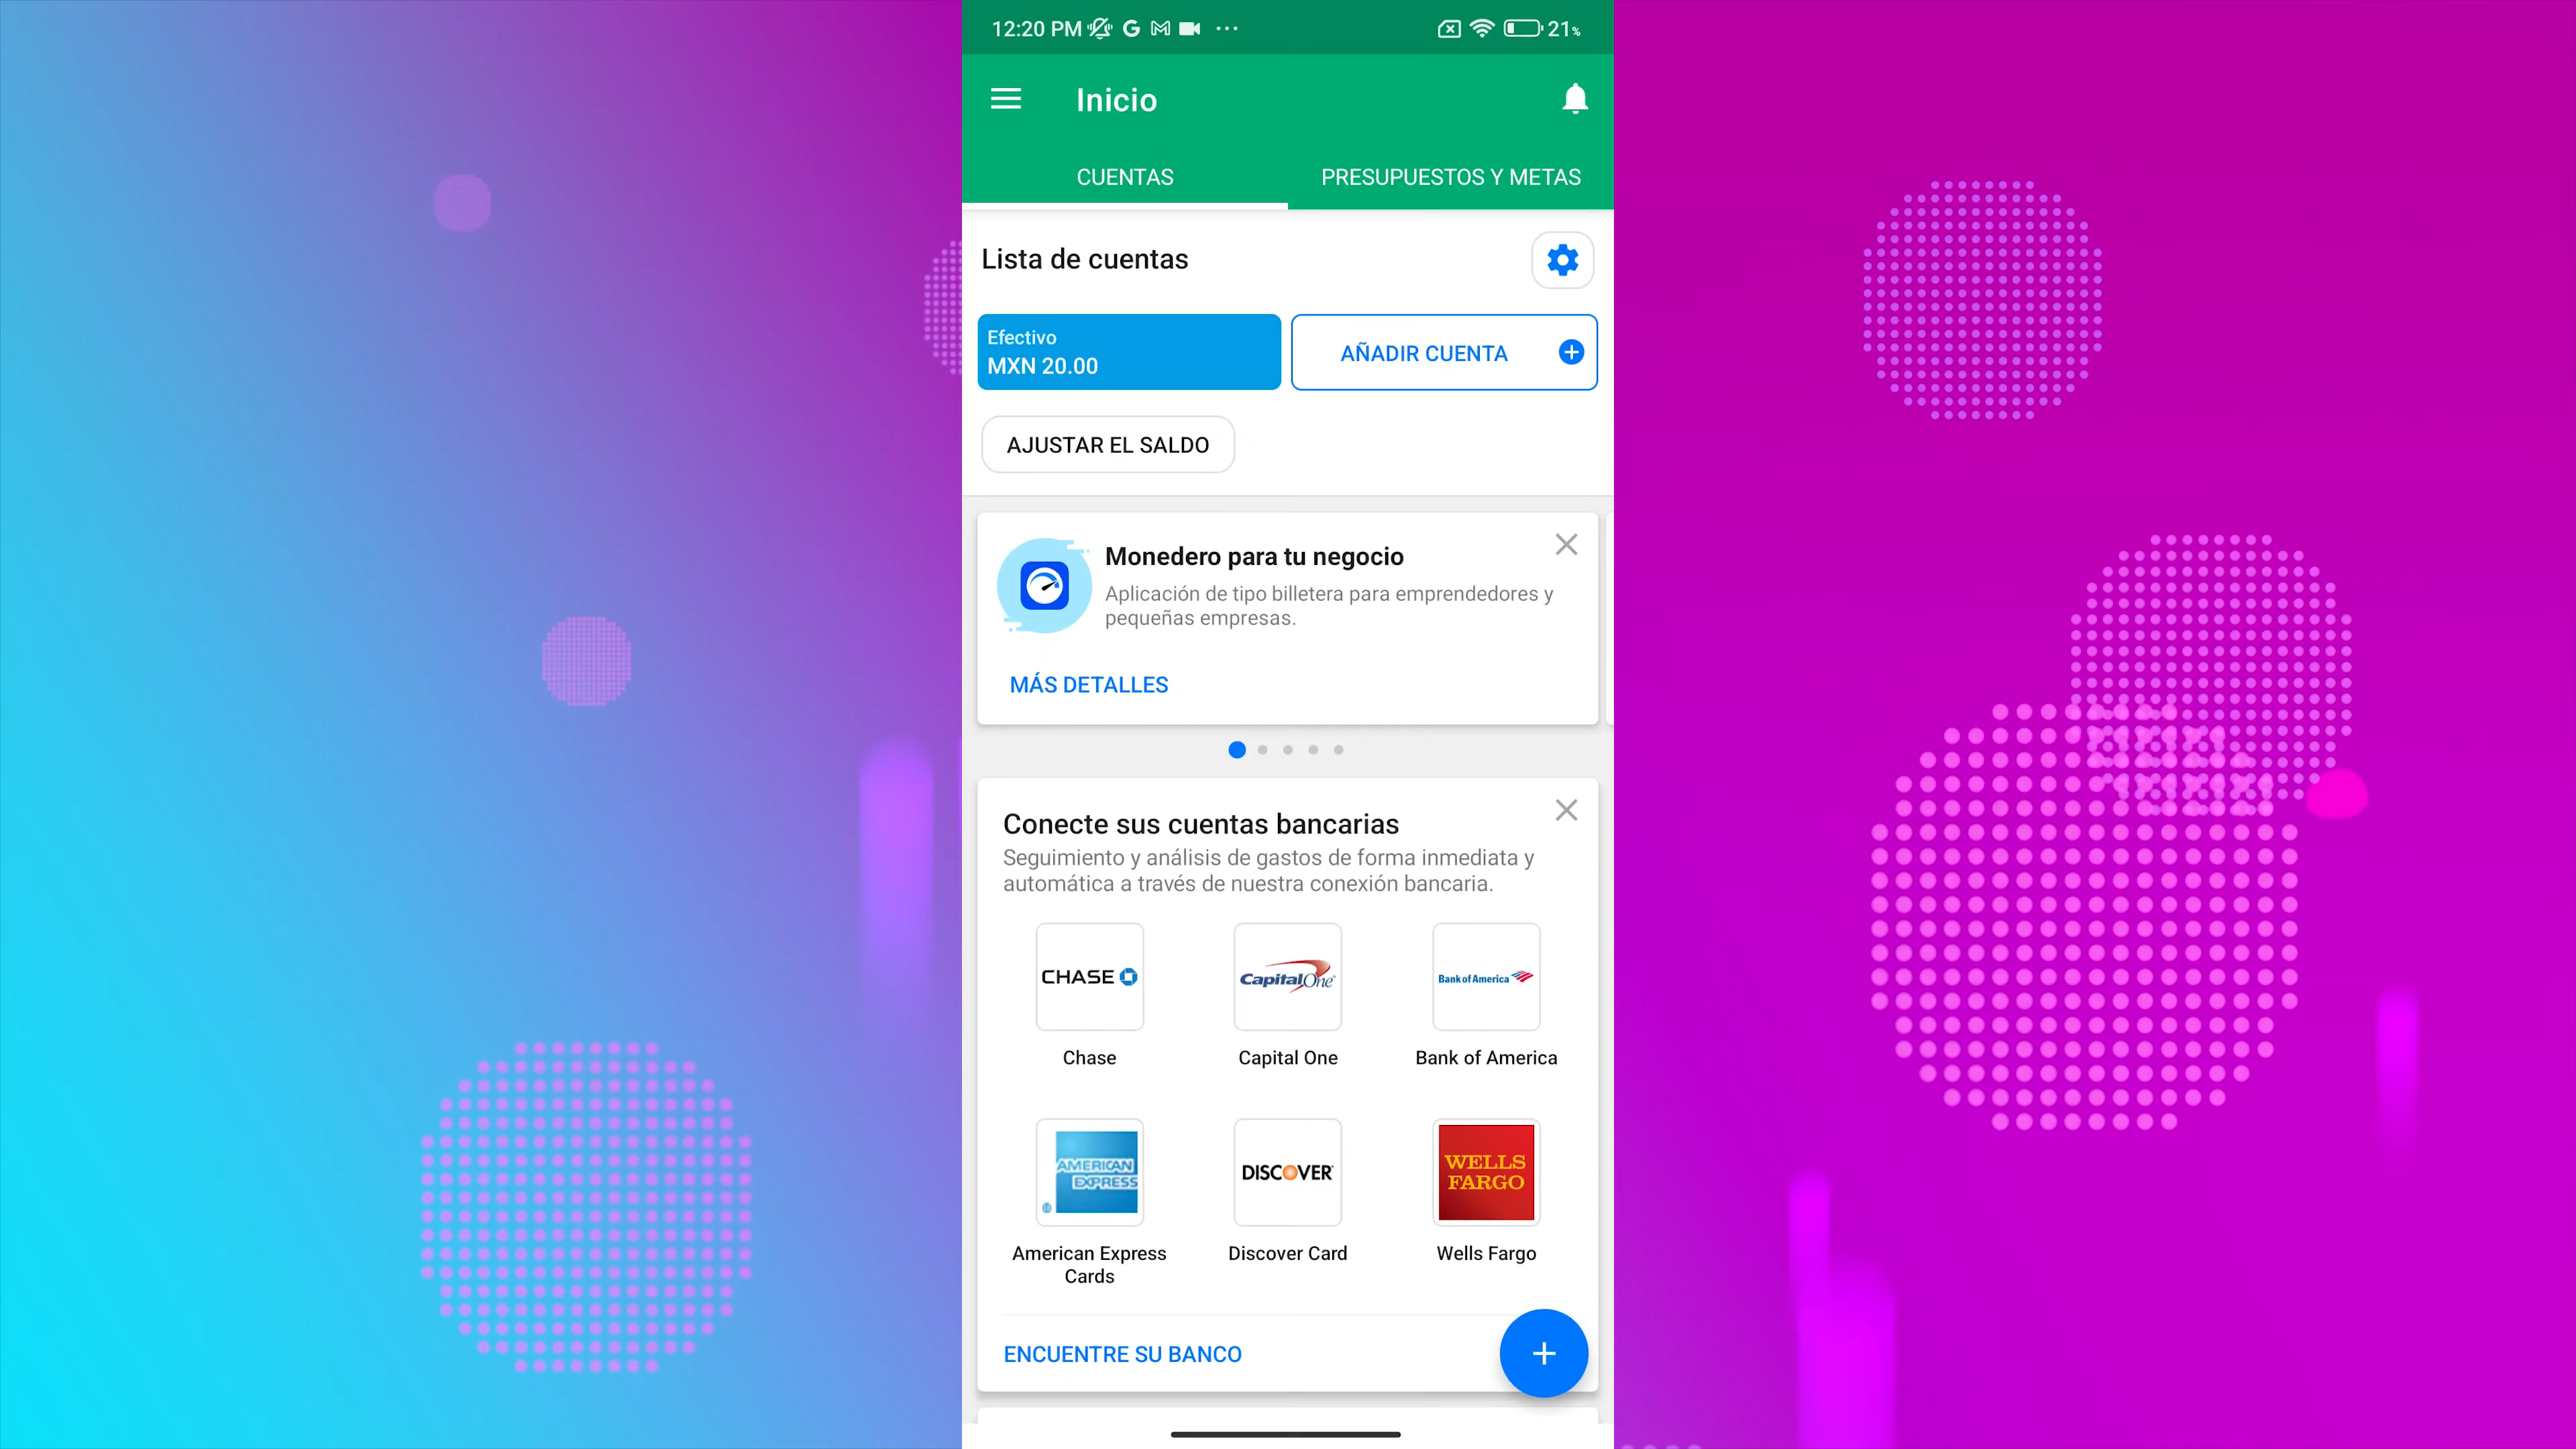 12:20 PM
21%
Inicio
CUENTAS
PRESUPUESTOS Y METAS
Lista de cuentas
Efectivo
MXN 20.00
AÑADIR CUENTA
AJUSTAR EL SALDO
Monedero para tu negocio
Aplicación de tipo billetera para emprendedores y
pequeñas empresas.
MÁS DETALLES
Conecte sus cuentas bancarias
Seguimiento y análisis de gastos de forma inmediata y
automática a través de nuestra conexión bancaria.
CHASE
Capital One
Bank of America
Chase
Capital One
Bank of America
AMERICAN
EXPRESS
DISCOVER
WELLS
FARGO
American Express
Cards
Discover Card
Wells Fargo
ENCUENTRE SU BANCO